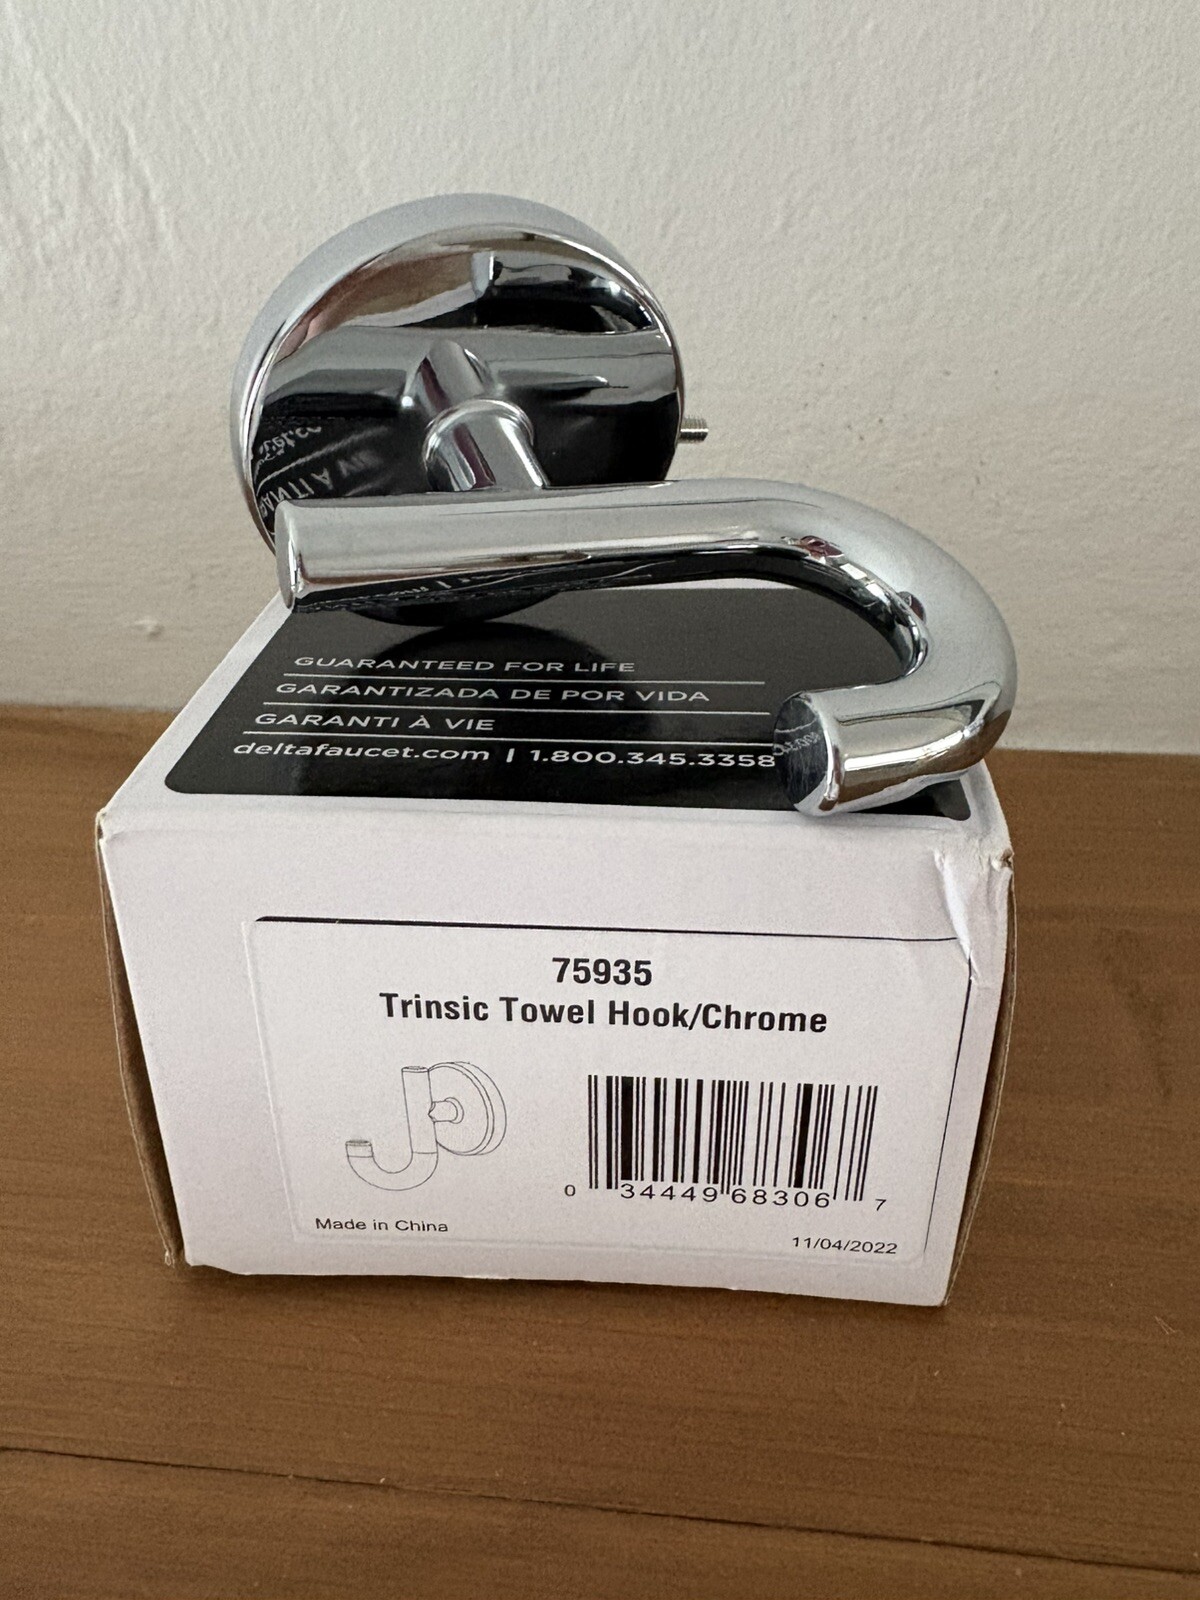 GUARANTEED FOR LIFE
GARANTIZADA DE POR VIDA
GARANTI À VIE
deltafaucet.com | 1.800.345.3358
75935
Trinsic Towel Hook/Chrome
0 34449 68306 7
Made in China
11/04/2022